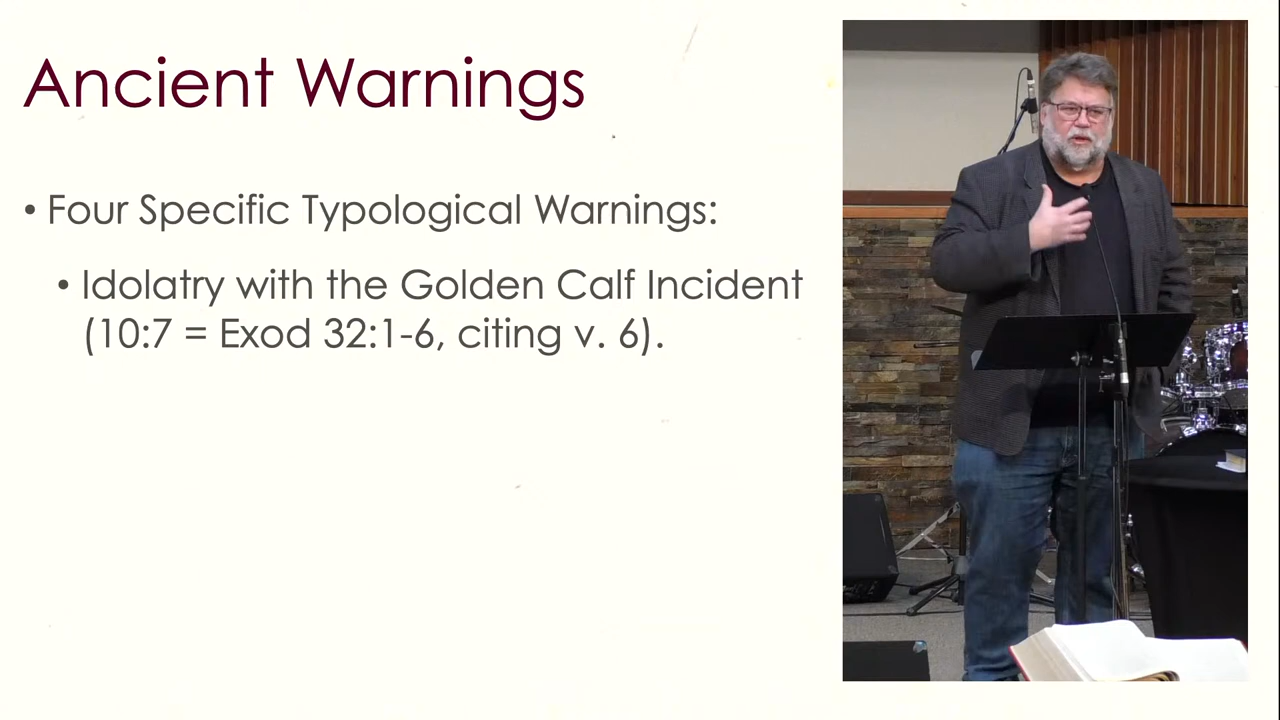 Ancient Warnings
• Four Specific Typological Warnings:
• Idolatry with the Golden Calf Incident
(10:7 = Exod 32:1-6, citing v. 6).